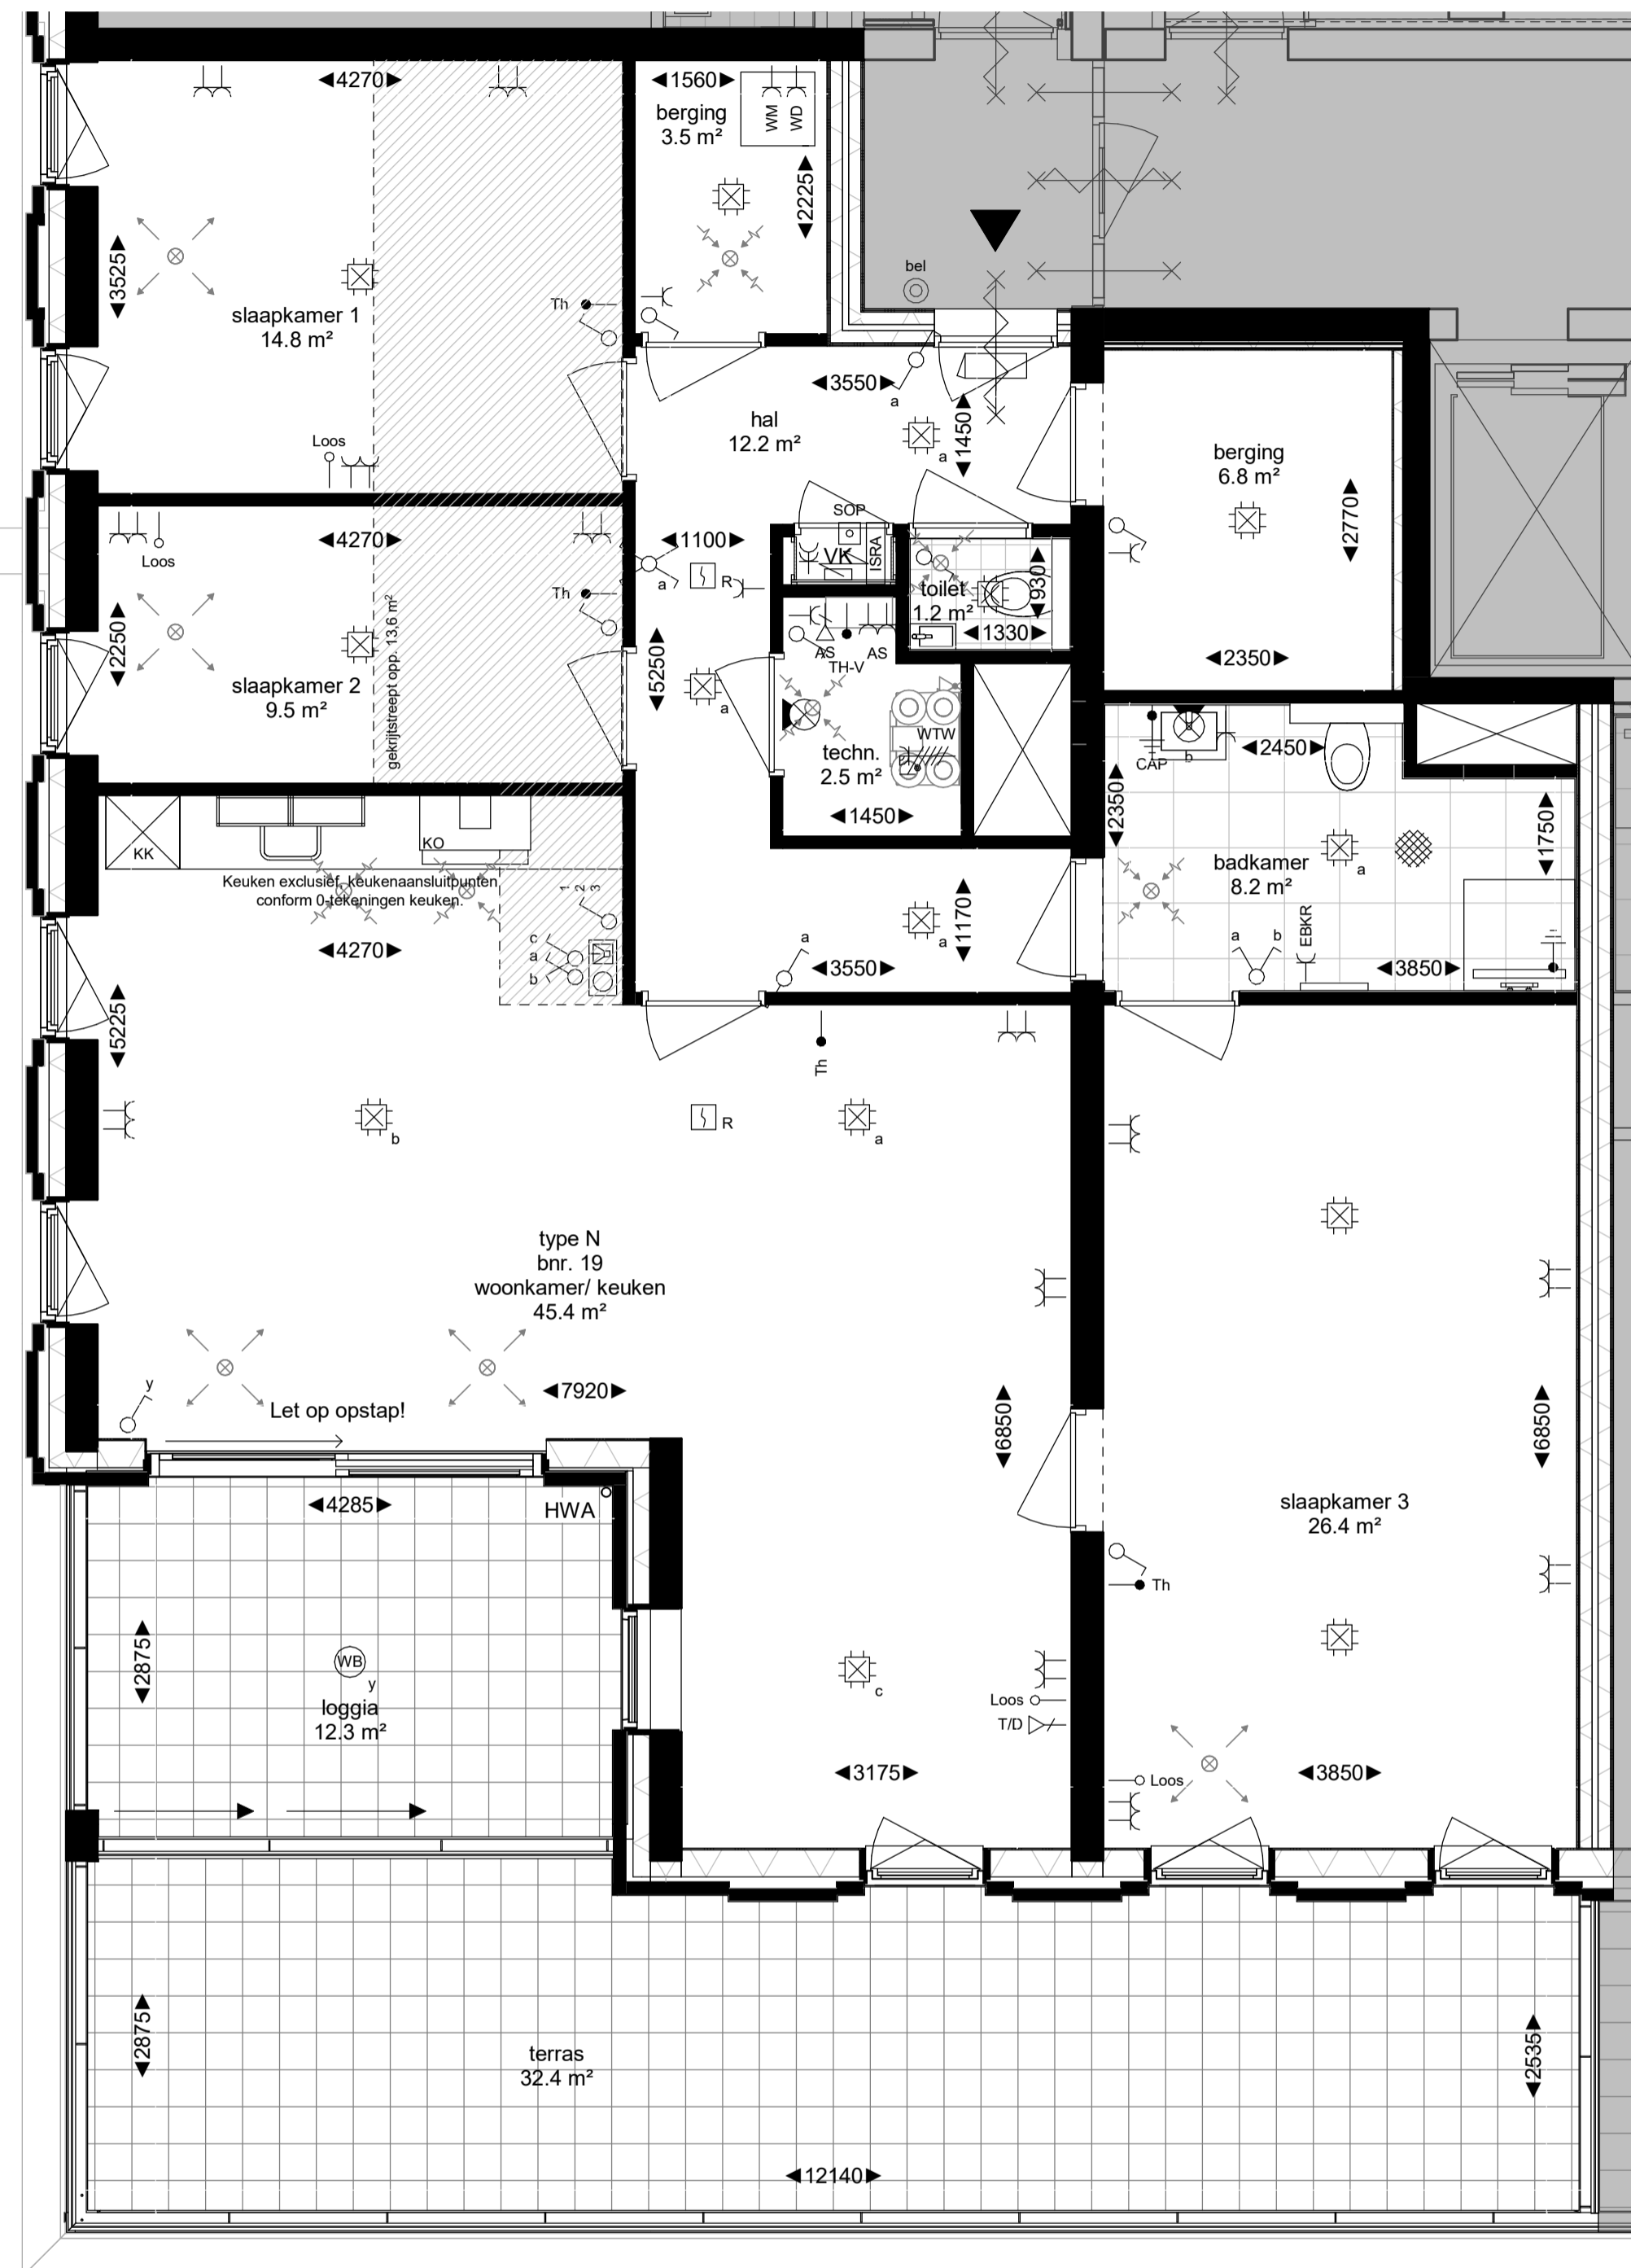 4270
1560
berging
3.5 m²
WM
WD
2225
3525
slaapkamer 1
14.8 m²
Th
bel
3550
a
hal
12.2 m²
1450
a
Loos
berging
6.8 m²
2770
2350
Loos
4270
1100
SOP
VK
ISRA
R
a
toilet
1.2 m²
930
1330
2250
slaapkamer 2
9.5 m²
Th
gekrijtstreept opp. 13,6 m²
5250
a
AS
AS
TH-V
WTW
techn.
2.5 m²
1450
CAP
b
2450
2350
1750
badkamer
8.2 m²
a
a
b
EBKR
3850
KK
KO
Keuken exclusief, keukenaansluitpunten
conform 0-tekeningen keuken.
1
2
3
c
a
b
4270
5225
1170
a
a
3550
Th
b
R
a
type N
bnr. 19
woonkamer/ keuken
45.4 m²
y
Let op opstap!
7920
6850
6850
slaapkamer 3
26.4 m²
Th
4285
HWA
2875
WB
y
loggia
12.3 m²
c
Loos
T/D
3175
Loos
3850
2875
terras
32.4 m²
2535
12140